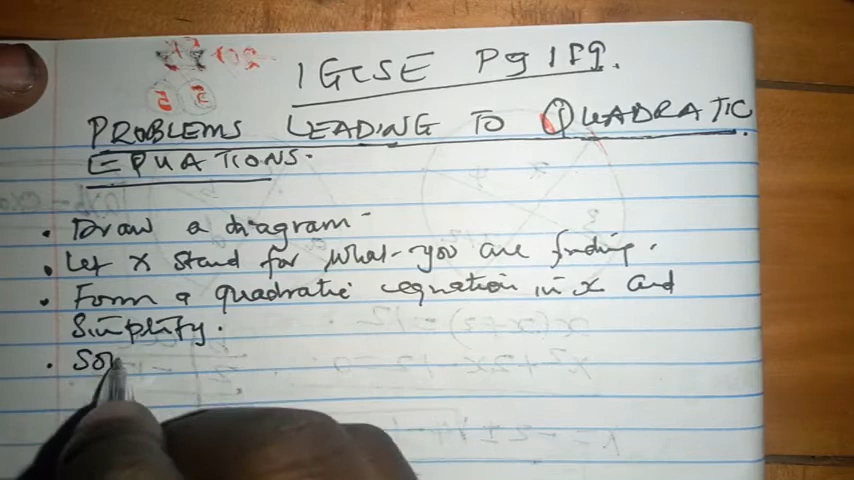 IGCSE Pg 189.
PROBLEMS LEADING TO QUADRATIC
EQUATIONS.
• Draw a diagram
• Let x stand for what you are finding.
• Form a quadratic equation in x and
Simplify.
• Sol